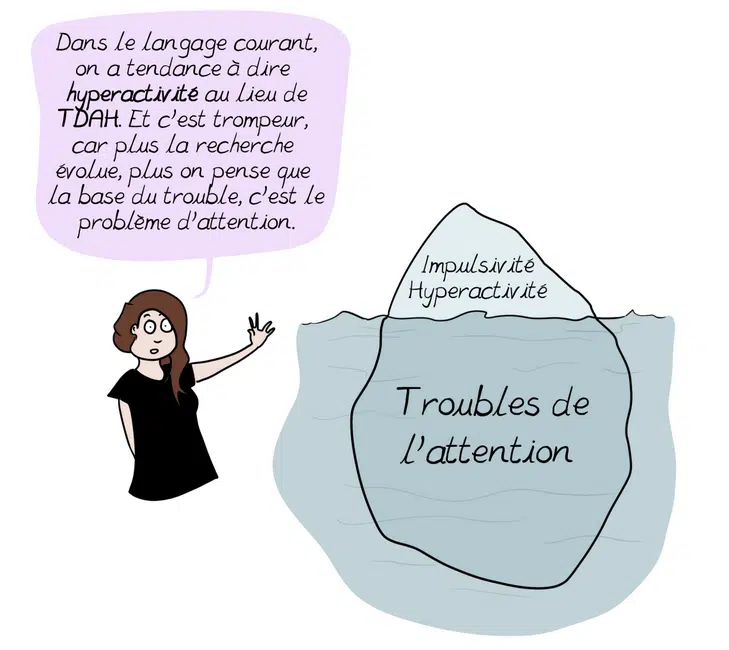 Dans le langage courant,
on a tendance à dire
hyperactivité au lieu de
TDAH. Et c'est trompeur,
car plus la recherche
évolue, plus on pense que
la base du trouble, c'est le
problème d'attention.
Impulsivité
Hyperactivité
Troubles de
l'attention